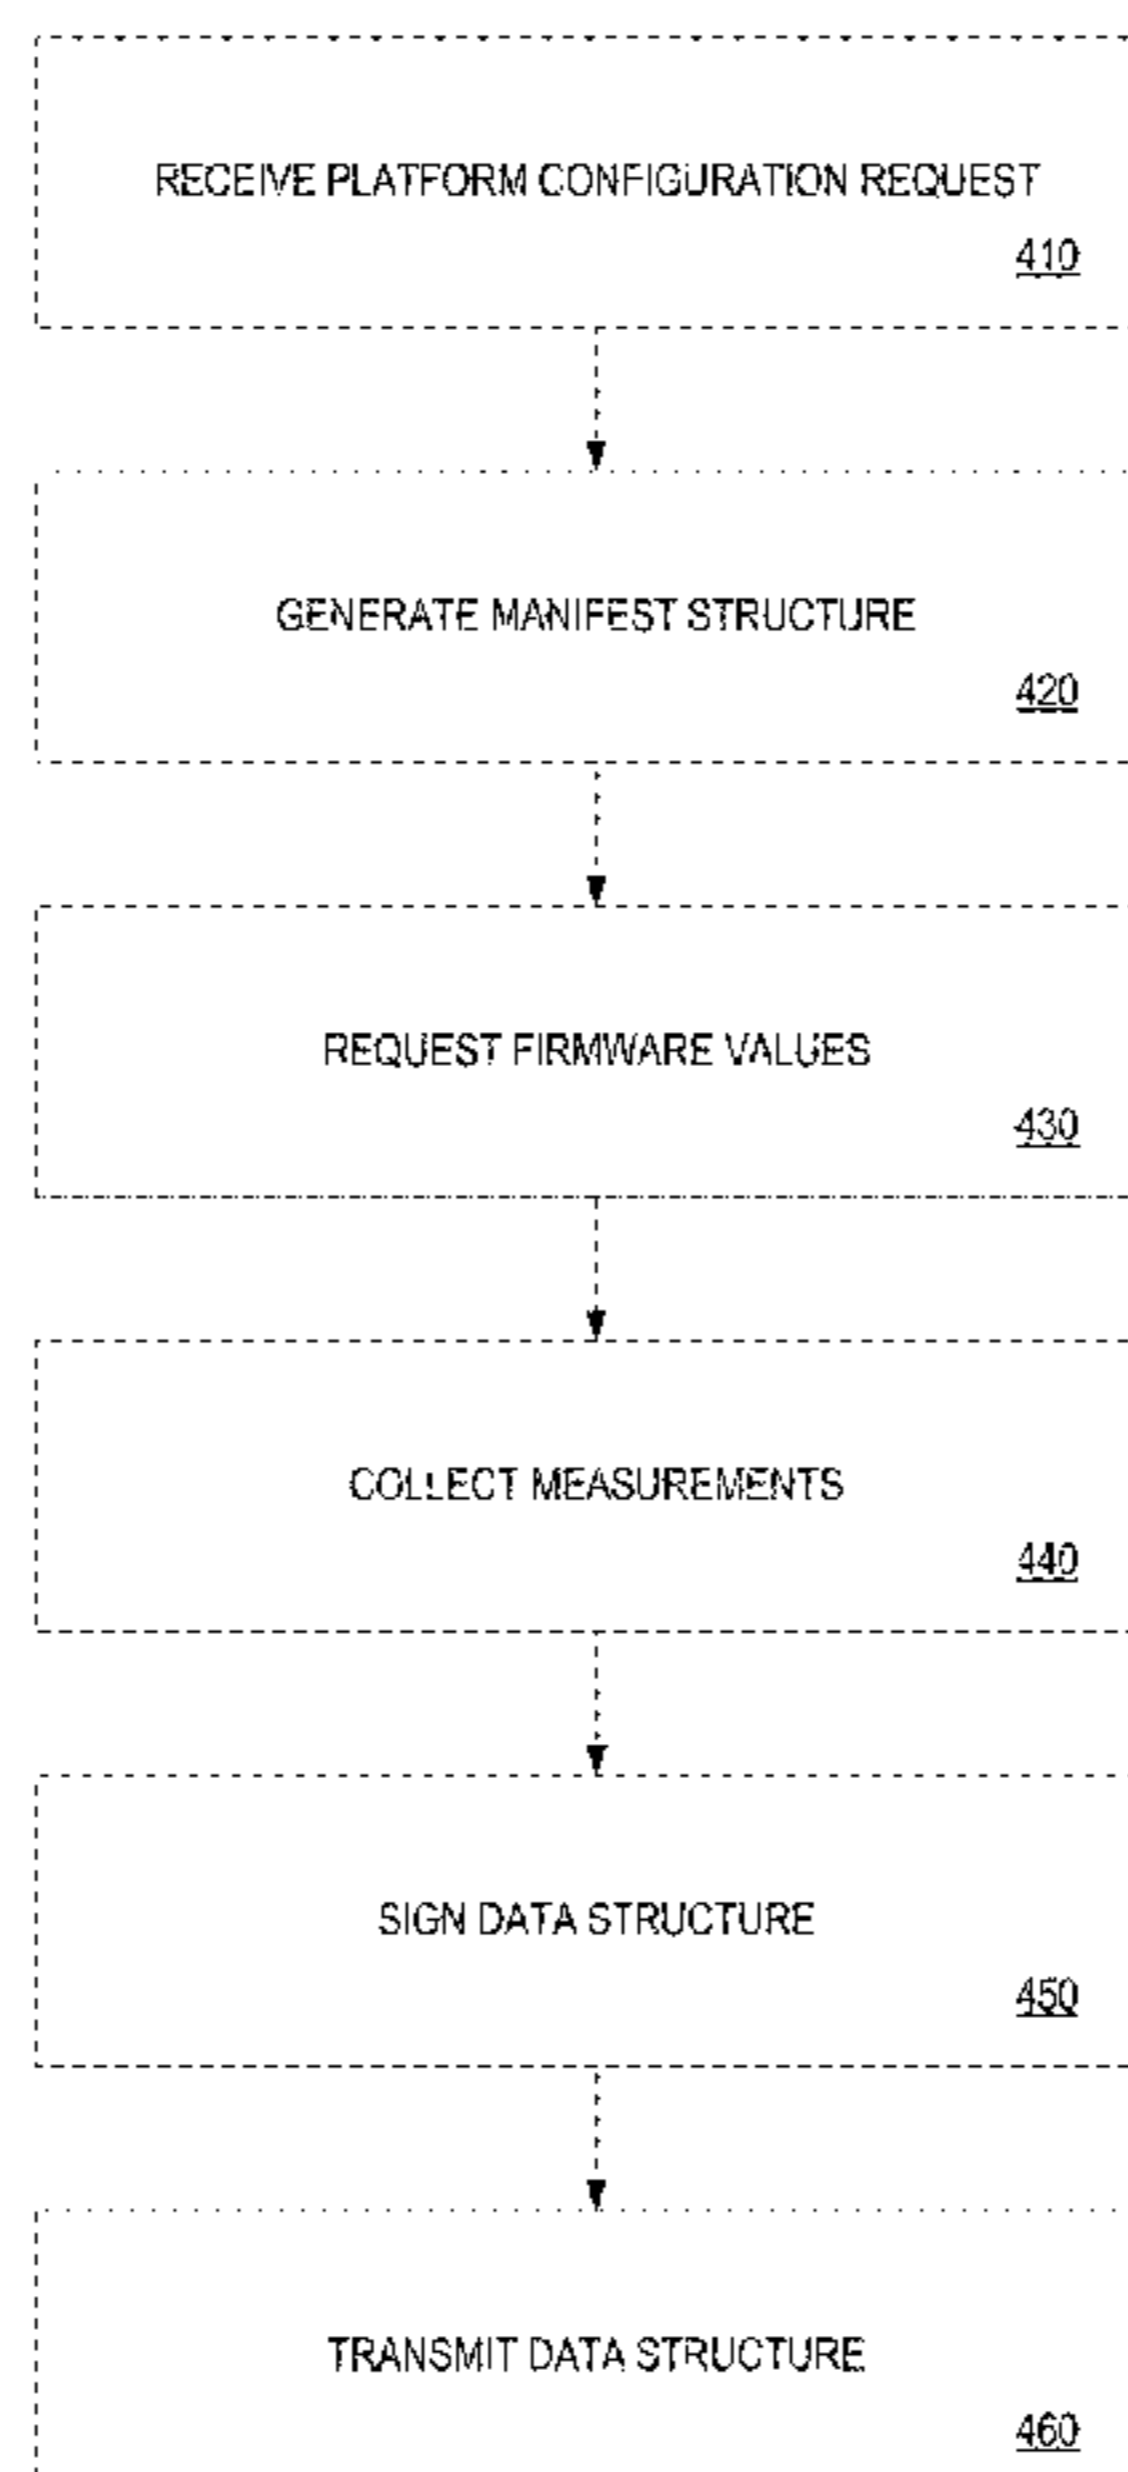 RECEIVE PLATFORM CONFIGURATION REQUEST
410
GENERATE MANIFEST STRUCTURE
420
REQUEST FIRMWARE VALUES
430
COLLECT MEASUREMENTS
440
SIGN DATA STRUCTURE
450
TRANSMIT DATA STRUCTURE
460